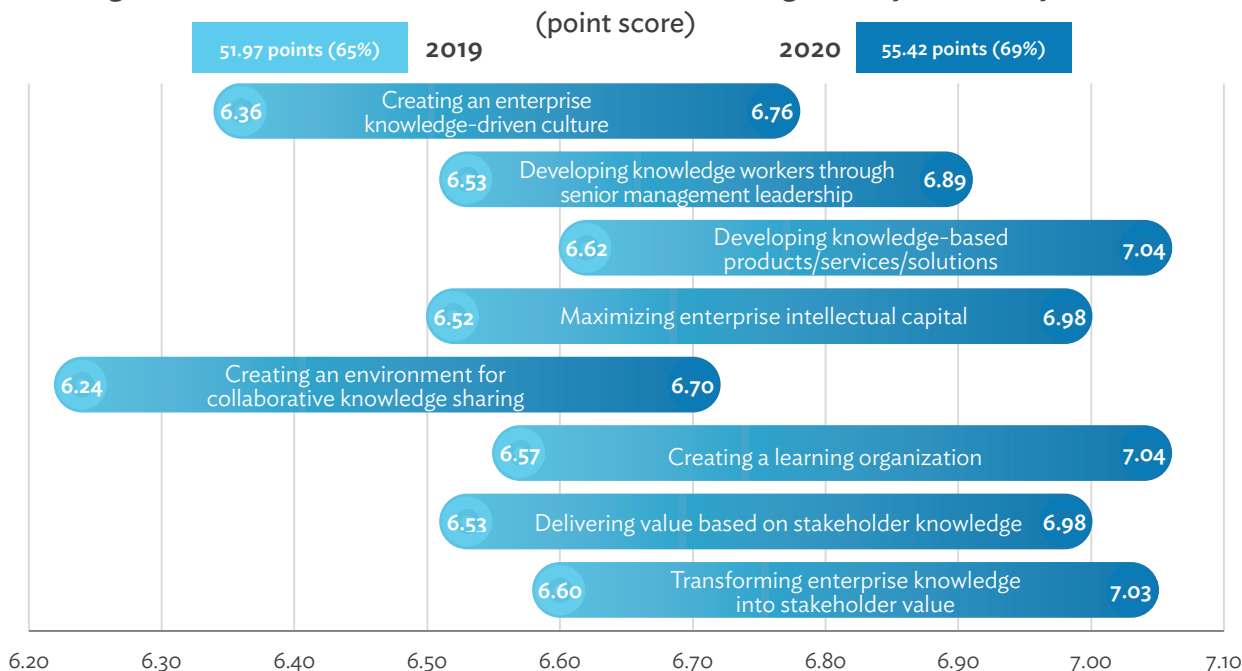 (point score)
51.97 points (65%) 2019 2020 55.42 points (69%)
6.36 Creating an enterprise 6.76
knowledge-driven culture
6.53 Developing knowledge workers through 6.89
senior management leadership
6.62 Developing knowledge-based 7.04
products/services/solutions
6.52 Maximizing enterprise intellectual capital 6.98
6.24 Creating an environment for 6.70
collaborative knowledge sharing
6.57 Creating a learning organization 7.04
6.53 Delivering value based on stakeholder knowledge 6.98
6.60 Transforming enterprise knowledge 7.03
into stakeholder value
6.20 6.30 6.40 6.50 6.60 6.70 6.80 6.90 7.00 7.10